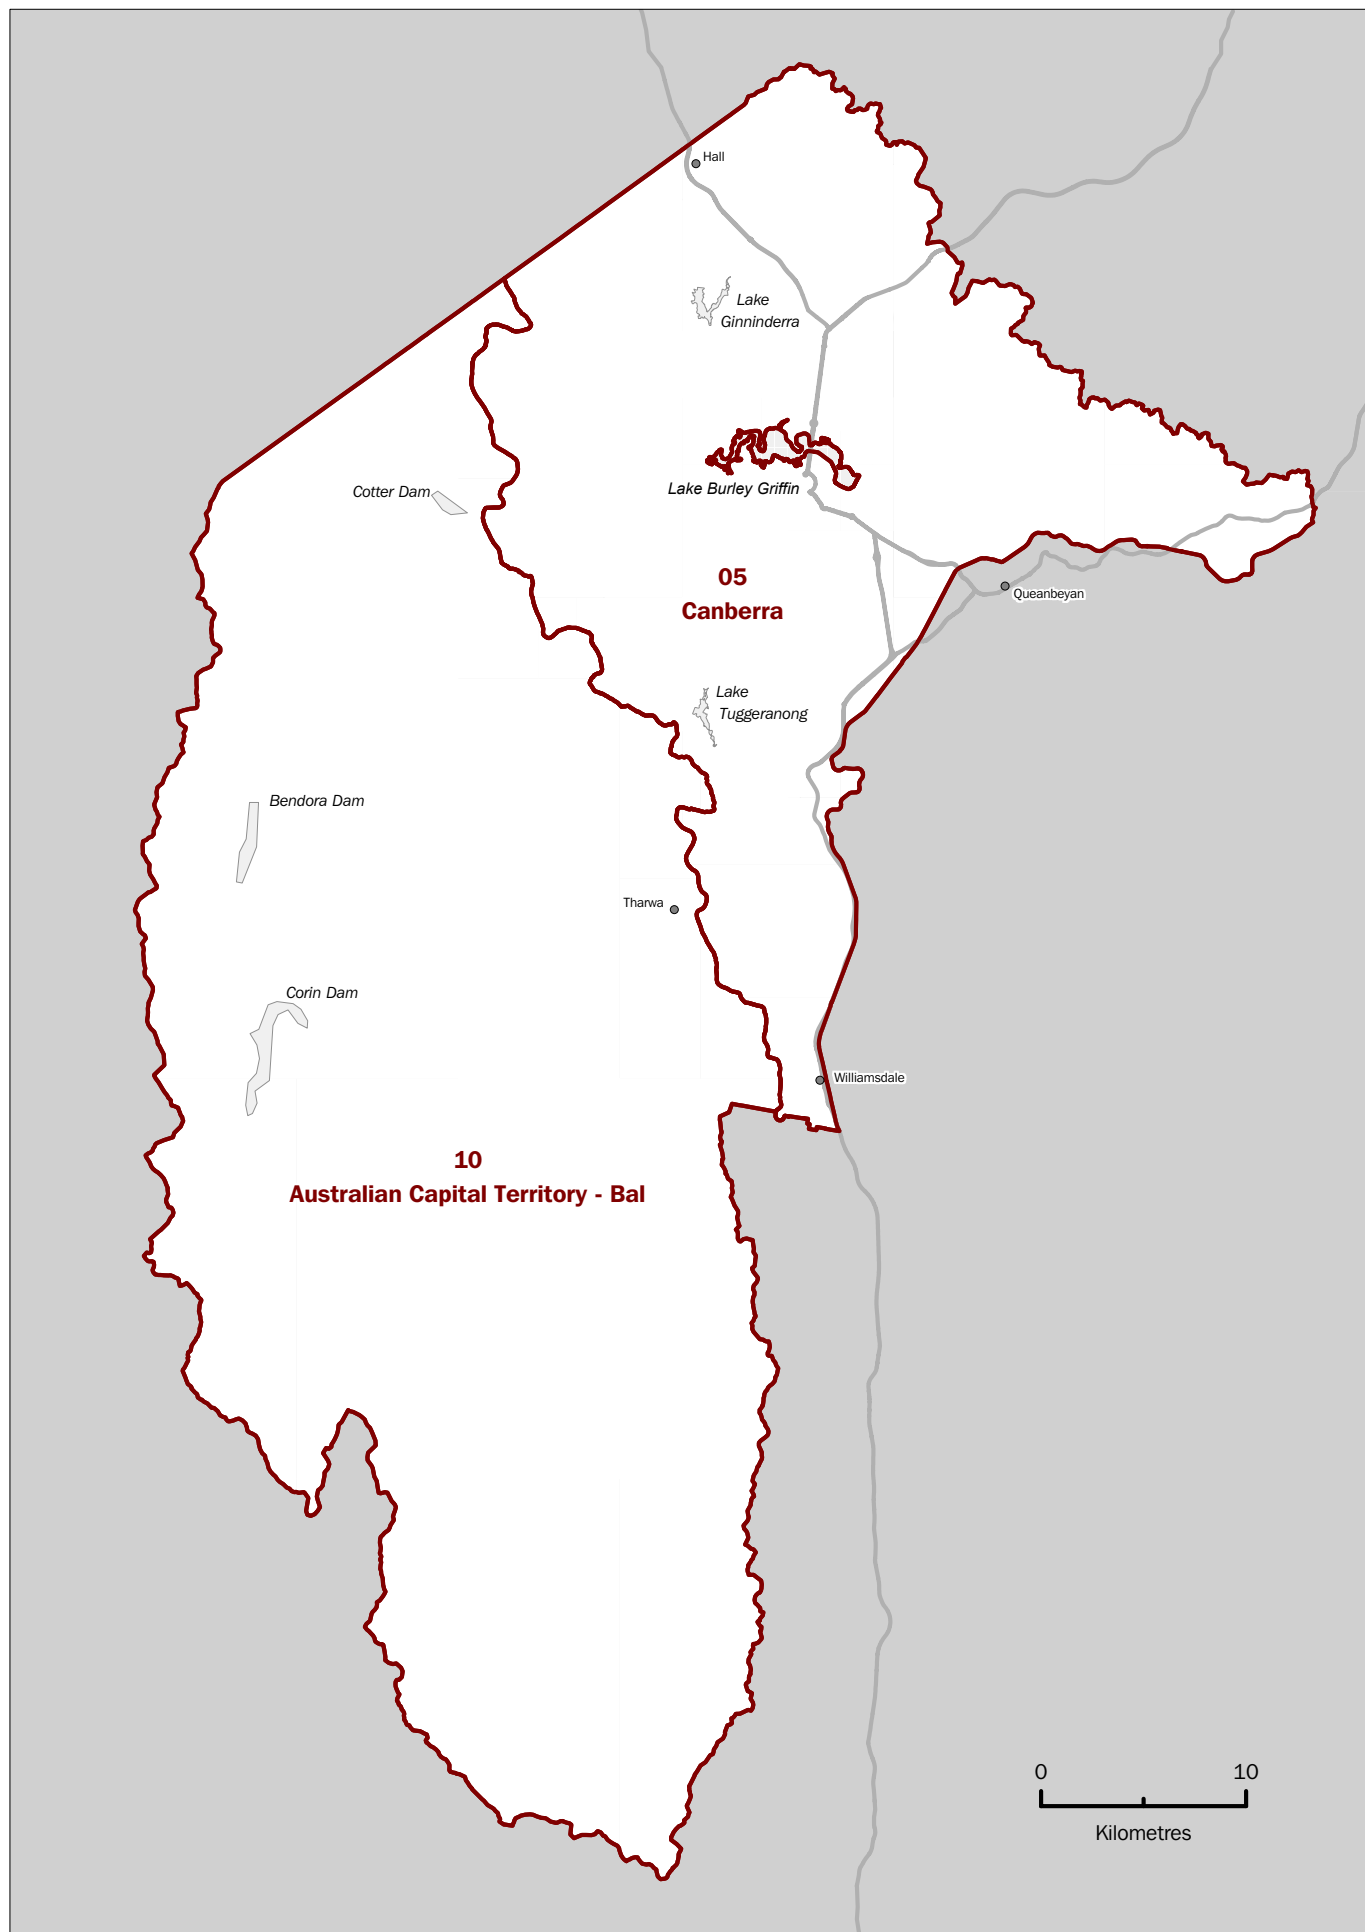 Hall
Lake
Ginninderra
Cotter Dam
Lake Burley Griffin
05
Canberra
Queanbeyan
Lake
Tuggeranong
Bendora Dam
Tharwa
Corin Dam
Williamsdale
10
Australian Capital Territory - Bal
0 10
Kilometres